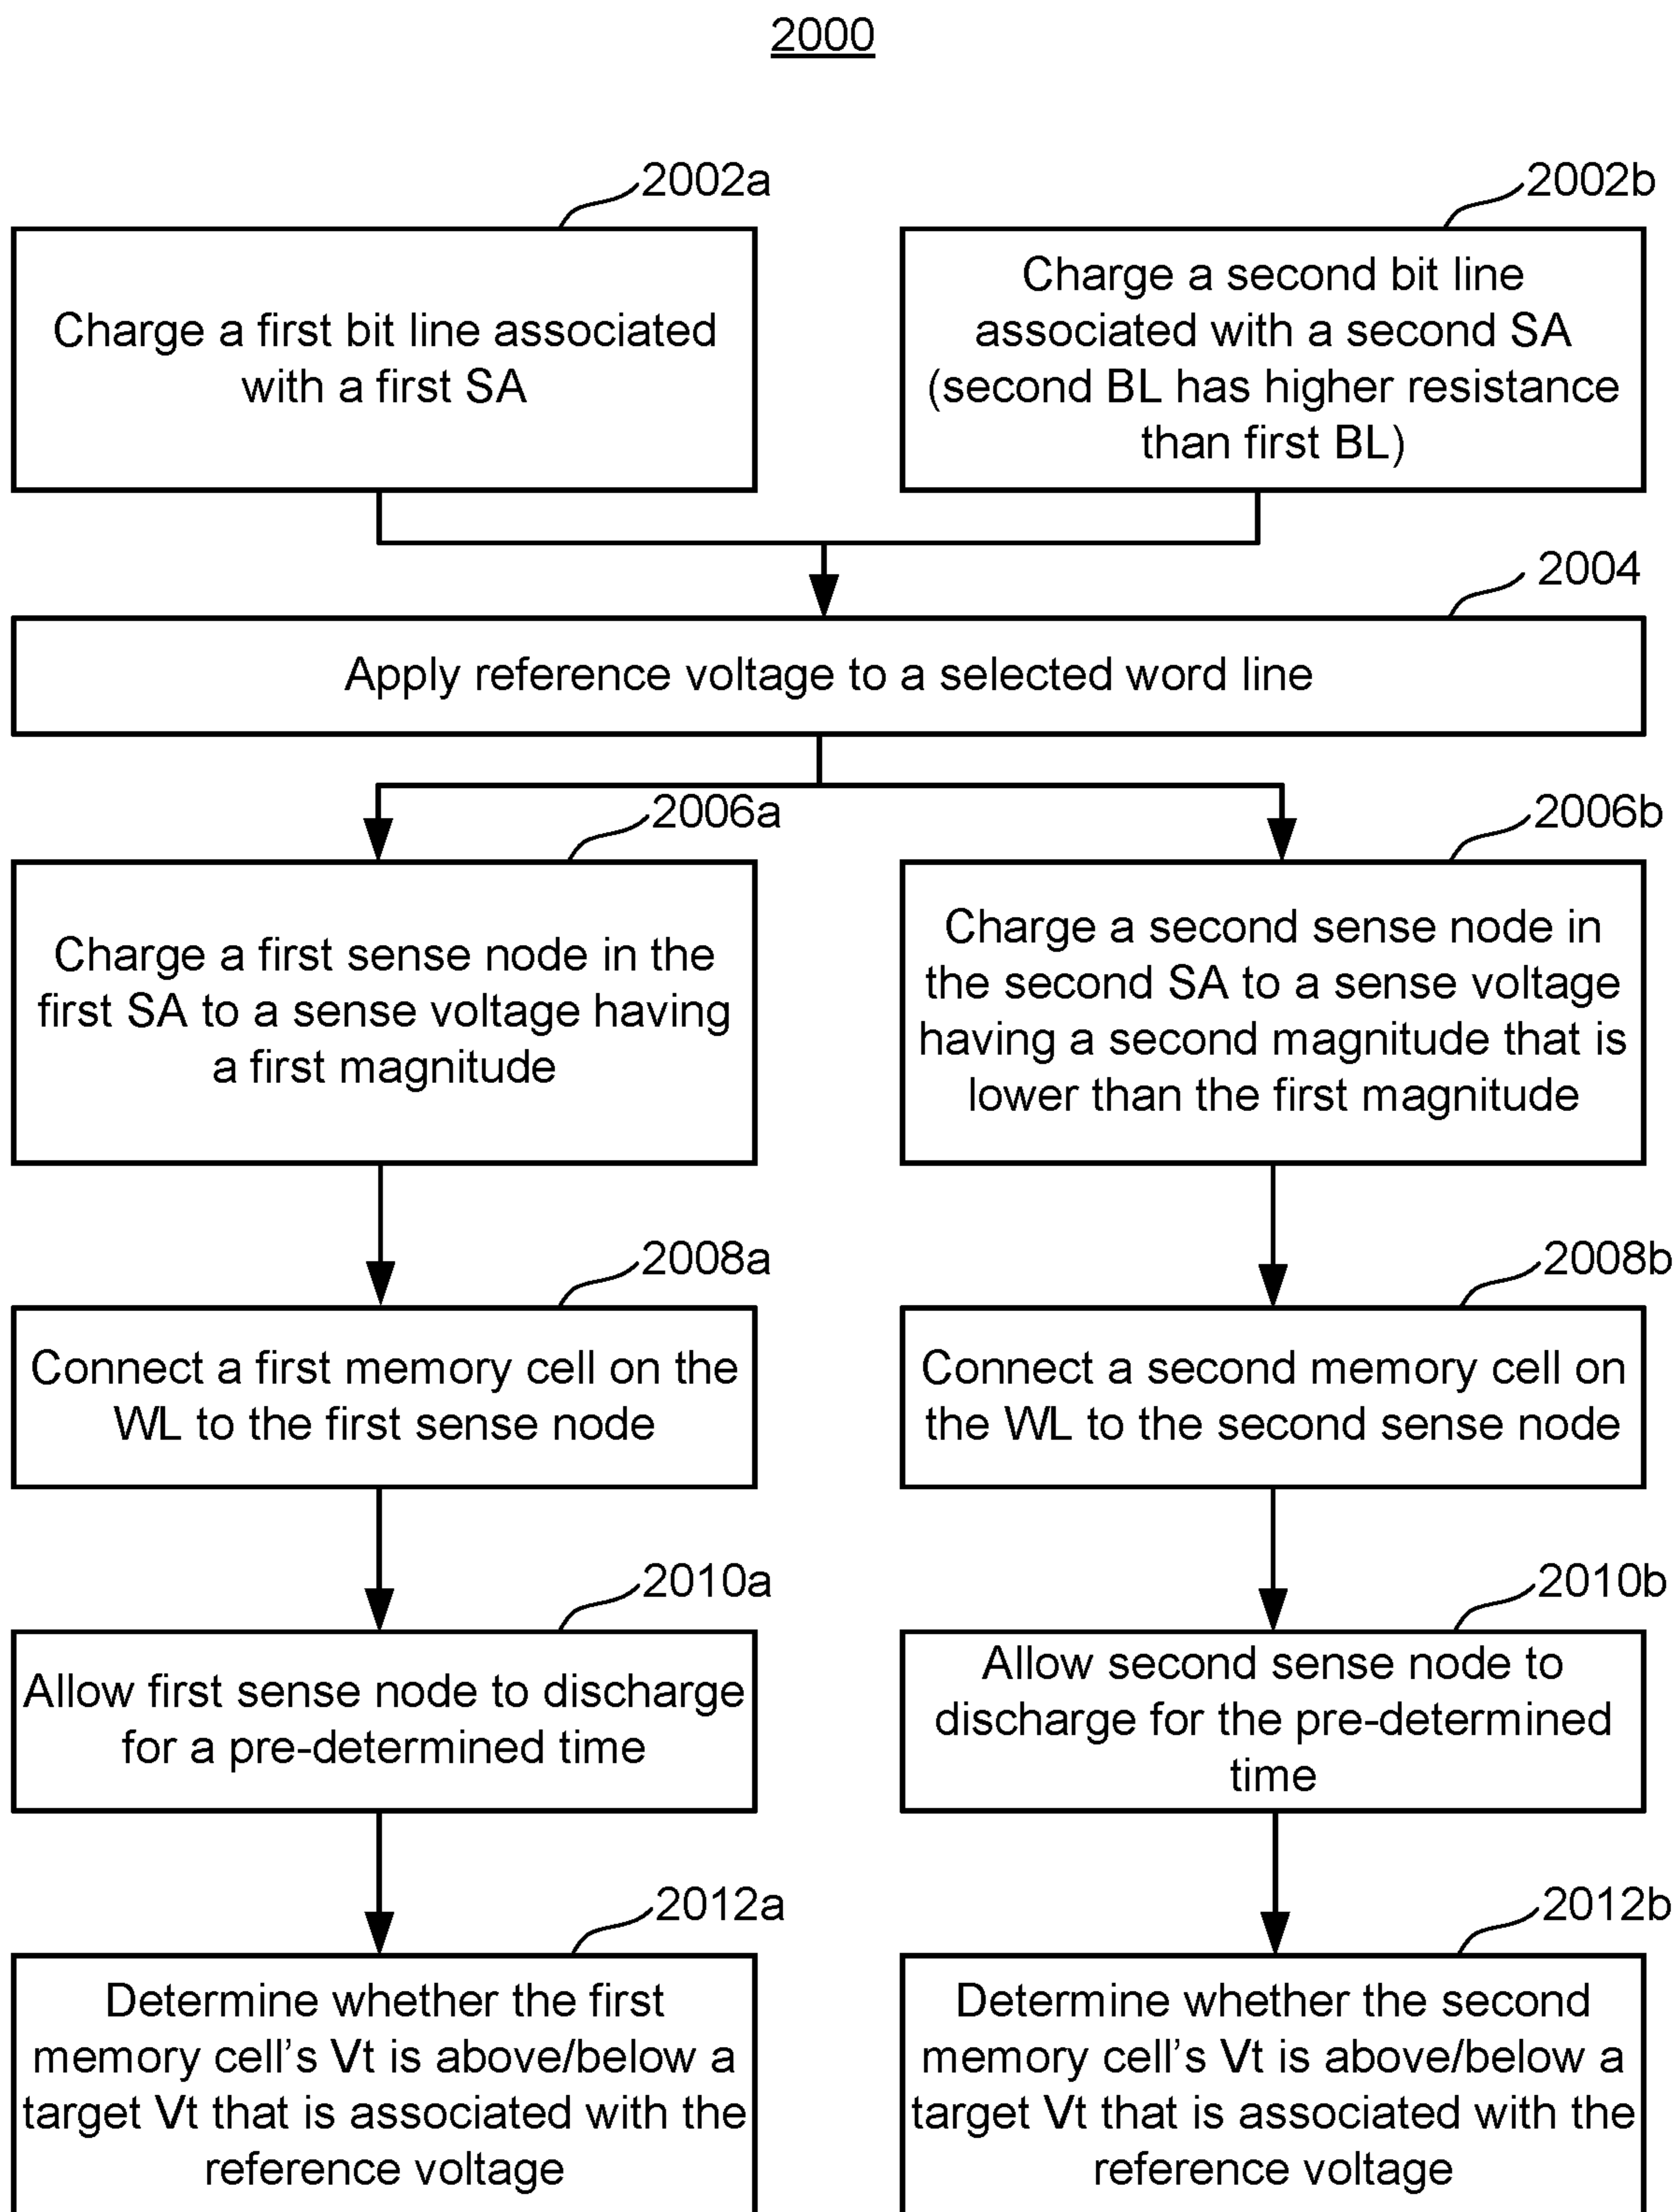 2000
2002a
Charge a first bit line associated
with a first SA
2002b
Charge a second bit line
associated with a second SA
(second BL has higher resistance
than first BL)
2004
Apply reference voltage to a selected word line
2006a
Charge a first sense node in the
first SA to a sense voltage having
a first magnitude
2006b
Charge a second sense node in
the second SA to a sense voltage
having a second magnitude that is
lower than the first magnitude
2008a
Connect a first memory cell on the
WL to the first sense node
2008b
Connect a second memory cell on
the WL to the second sense node
2010a
Allow first sense node to discharge
for a pre-determined time
2010b
Allow second sense node to
discharge for the pre-determined
time
2012a
Determine whether the first
memory cell’s Vt is above/below a
target Vt that is associated with the
reference voltage
2012b
Determine whether the second
memory cell’s Vt is above/below a
target Vt that is associated with the
reference voltage